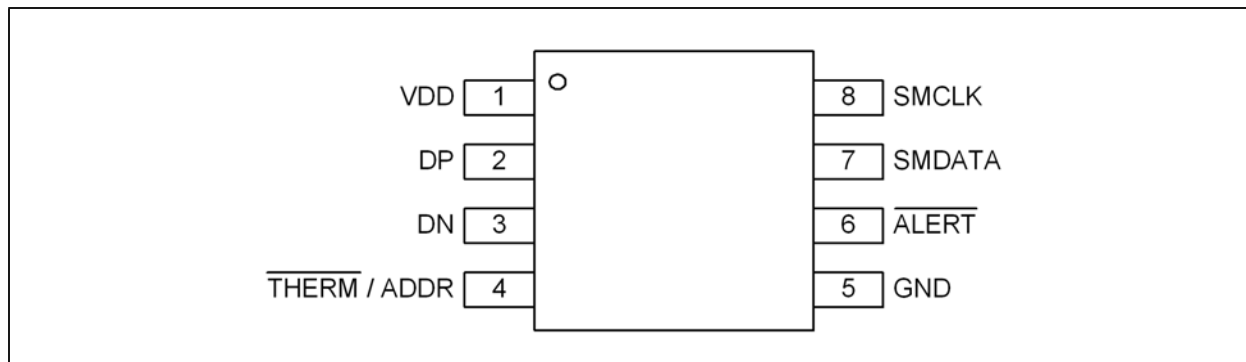 VDD 1 8 SMCLK
DP 2 7 SMDATA
DN 3 6 ALERT
THERM / ADDR 4 5 GND